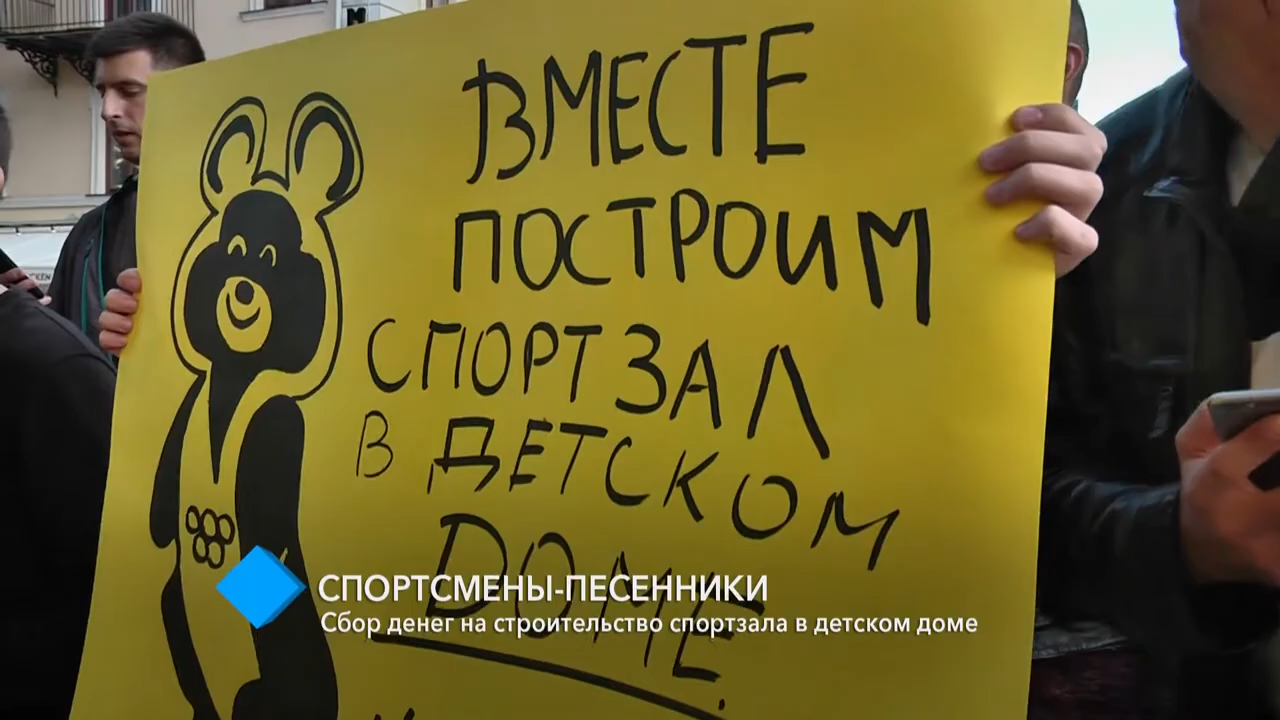 ВМЕСТЕ
ПОСТРОИМ
СПОРТЗАЛ
В ДЕТСКОМ
ДОМЕ
СПОРТСМЕНЫ-ПЕСЕННИКИ
Сбор денег на строительство спортзала в детском доме